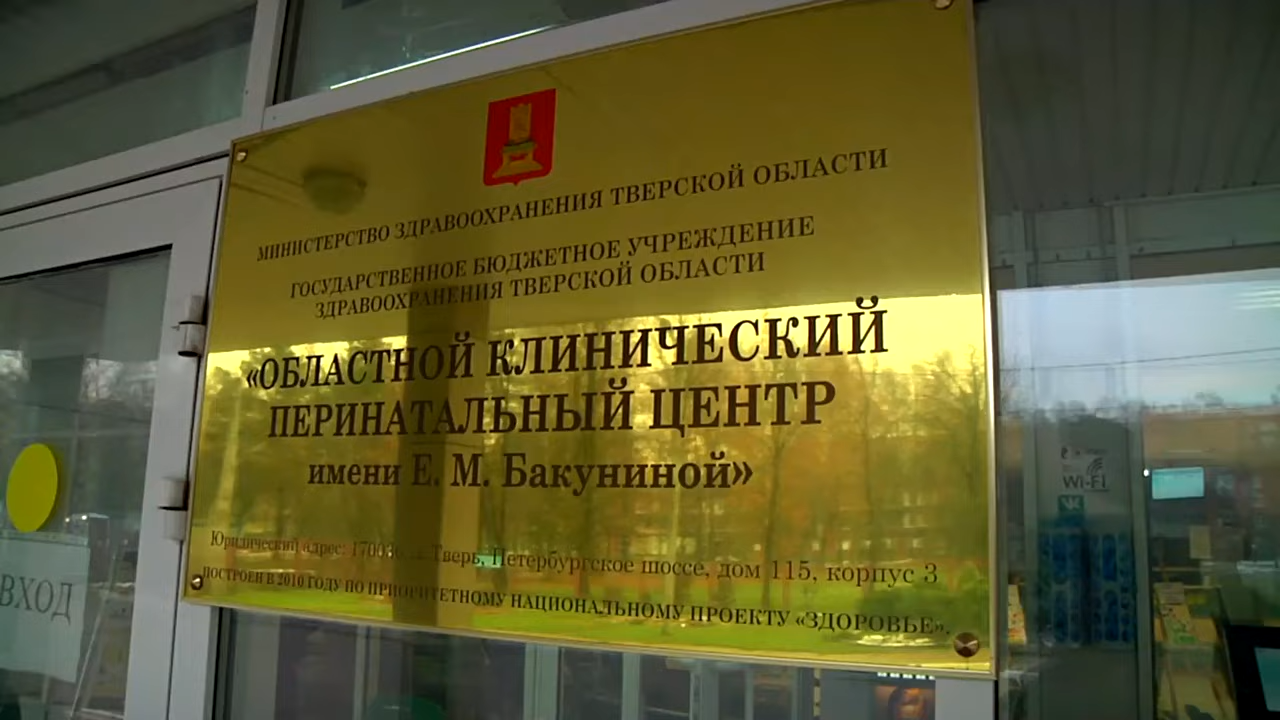 МИНИСТЕРСТВО ЗДРАВООХРАНЕНИЯ ТВЕРСКОЙ ОБЛАСТИ
ГОСУДАРСТВЕННОЕ БЮДЖЕТНОЕ УЧРЕЖДЕНИЕ
ЗДРАВООХРАНЕНИЯ ТВЕРСКОЙ ОБЛАСТИ
«ОБЛАСТНОЙ КЛИНИЧЕСКИЙ
ПЕРИНАТАЛЬНЫЙ ЦЕНТР
имени Е. М. Бакуниной»
Юридический адрес: 170036, г. Тверь, Петербургское шоссе, дом 115, корпус 3
ПОСТРОЕН В 2010 ГОДУ ПО ПРИОРИТЕТНОМУ НАЦИОНАЛЬНОМУ ПРОЕКТУ «ЗДОРОВЬЕ».
ВХОД
Wi-Fi